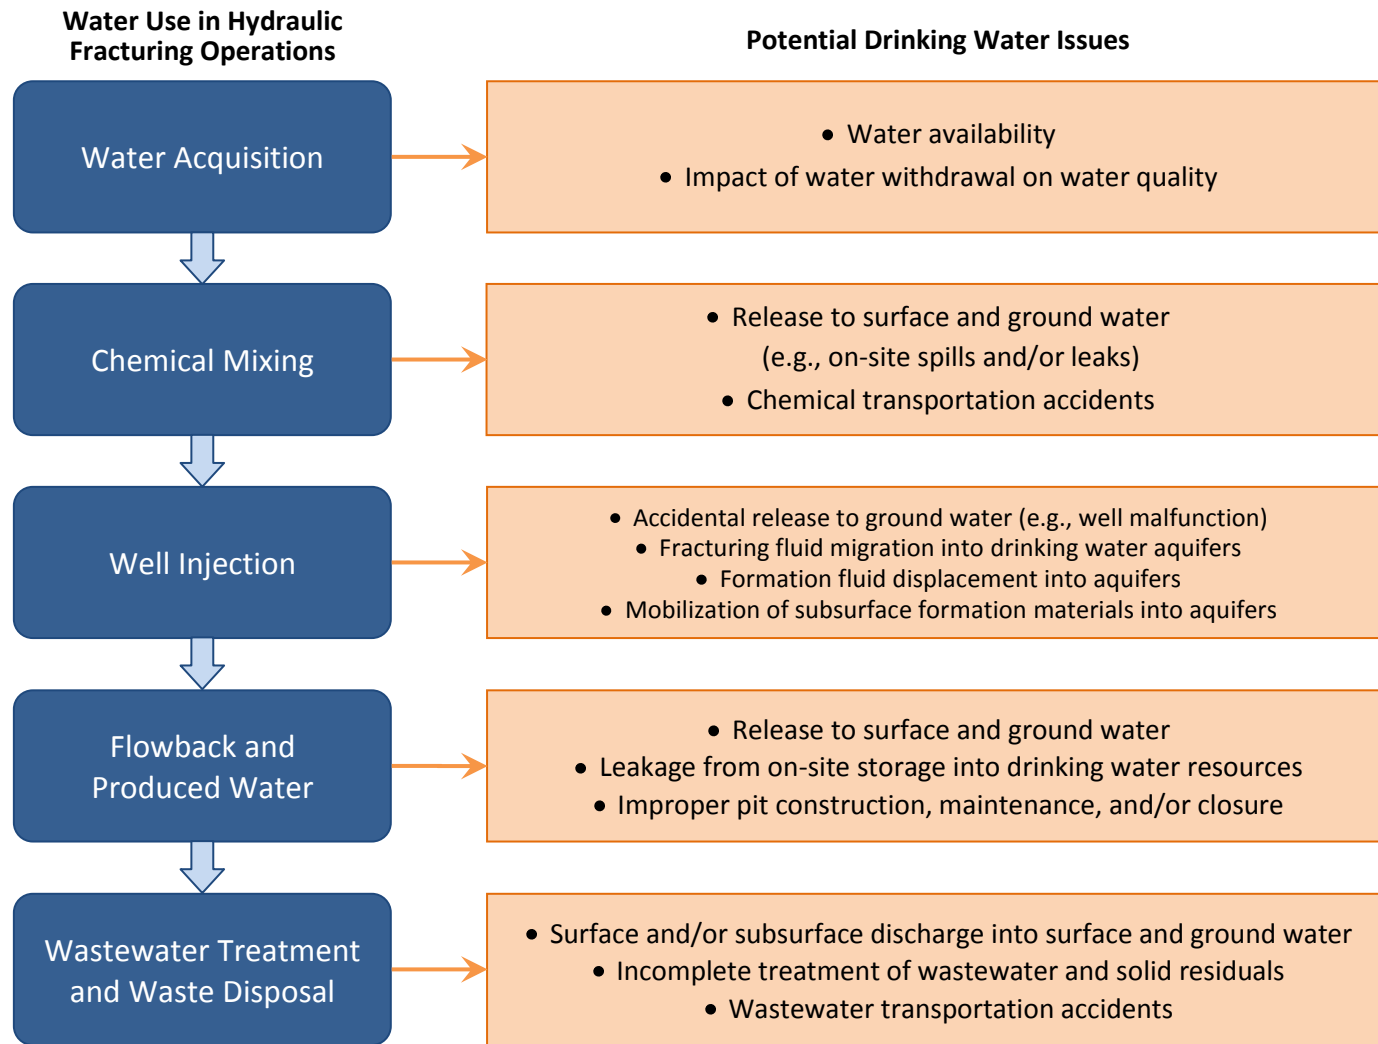 Water Use in Hydraulic
Fracturing Operations
Potential Drinking Water Issues
Water Acquisition
• Water availability
• Impact of water withdrawal on water quality
Chemical Mixing
• Release to surface and ground water
(e.g., on-site spills and/or leaks)
• Chemical transportation accidents
Well Injection
• Accidental release to ground water (e.g., well malfunction)
• Fracturing fluid migration into drinking water aquifers
• Formation fluid displacement into aquifers
• Mobilization of subsurface formation materials into aquifers
Flowback and
Produced Water
• Release to surface and ground water
• Leakage from on-site storage into drinking water resources
• Improper pit construction, maintenance, and/or closure
Wastewater Treatment
and Waste Disposal
• Surface and/or subsurface discharge into surface and ground water
• Incomplete treatment of wastewater and solid residuals
• Wastewater transportation accidents